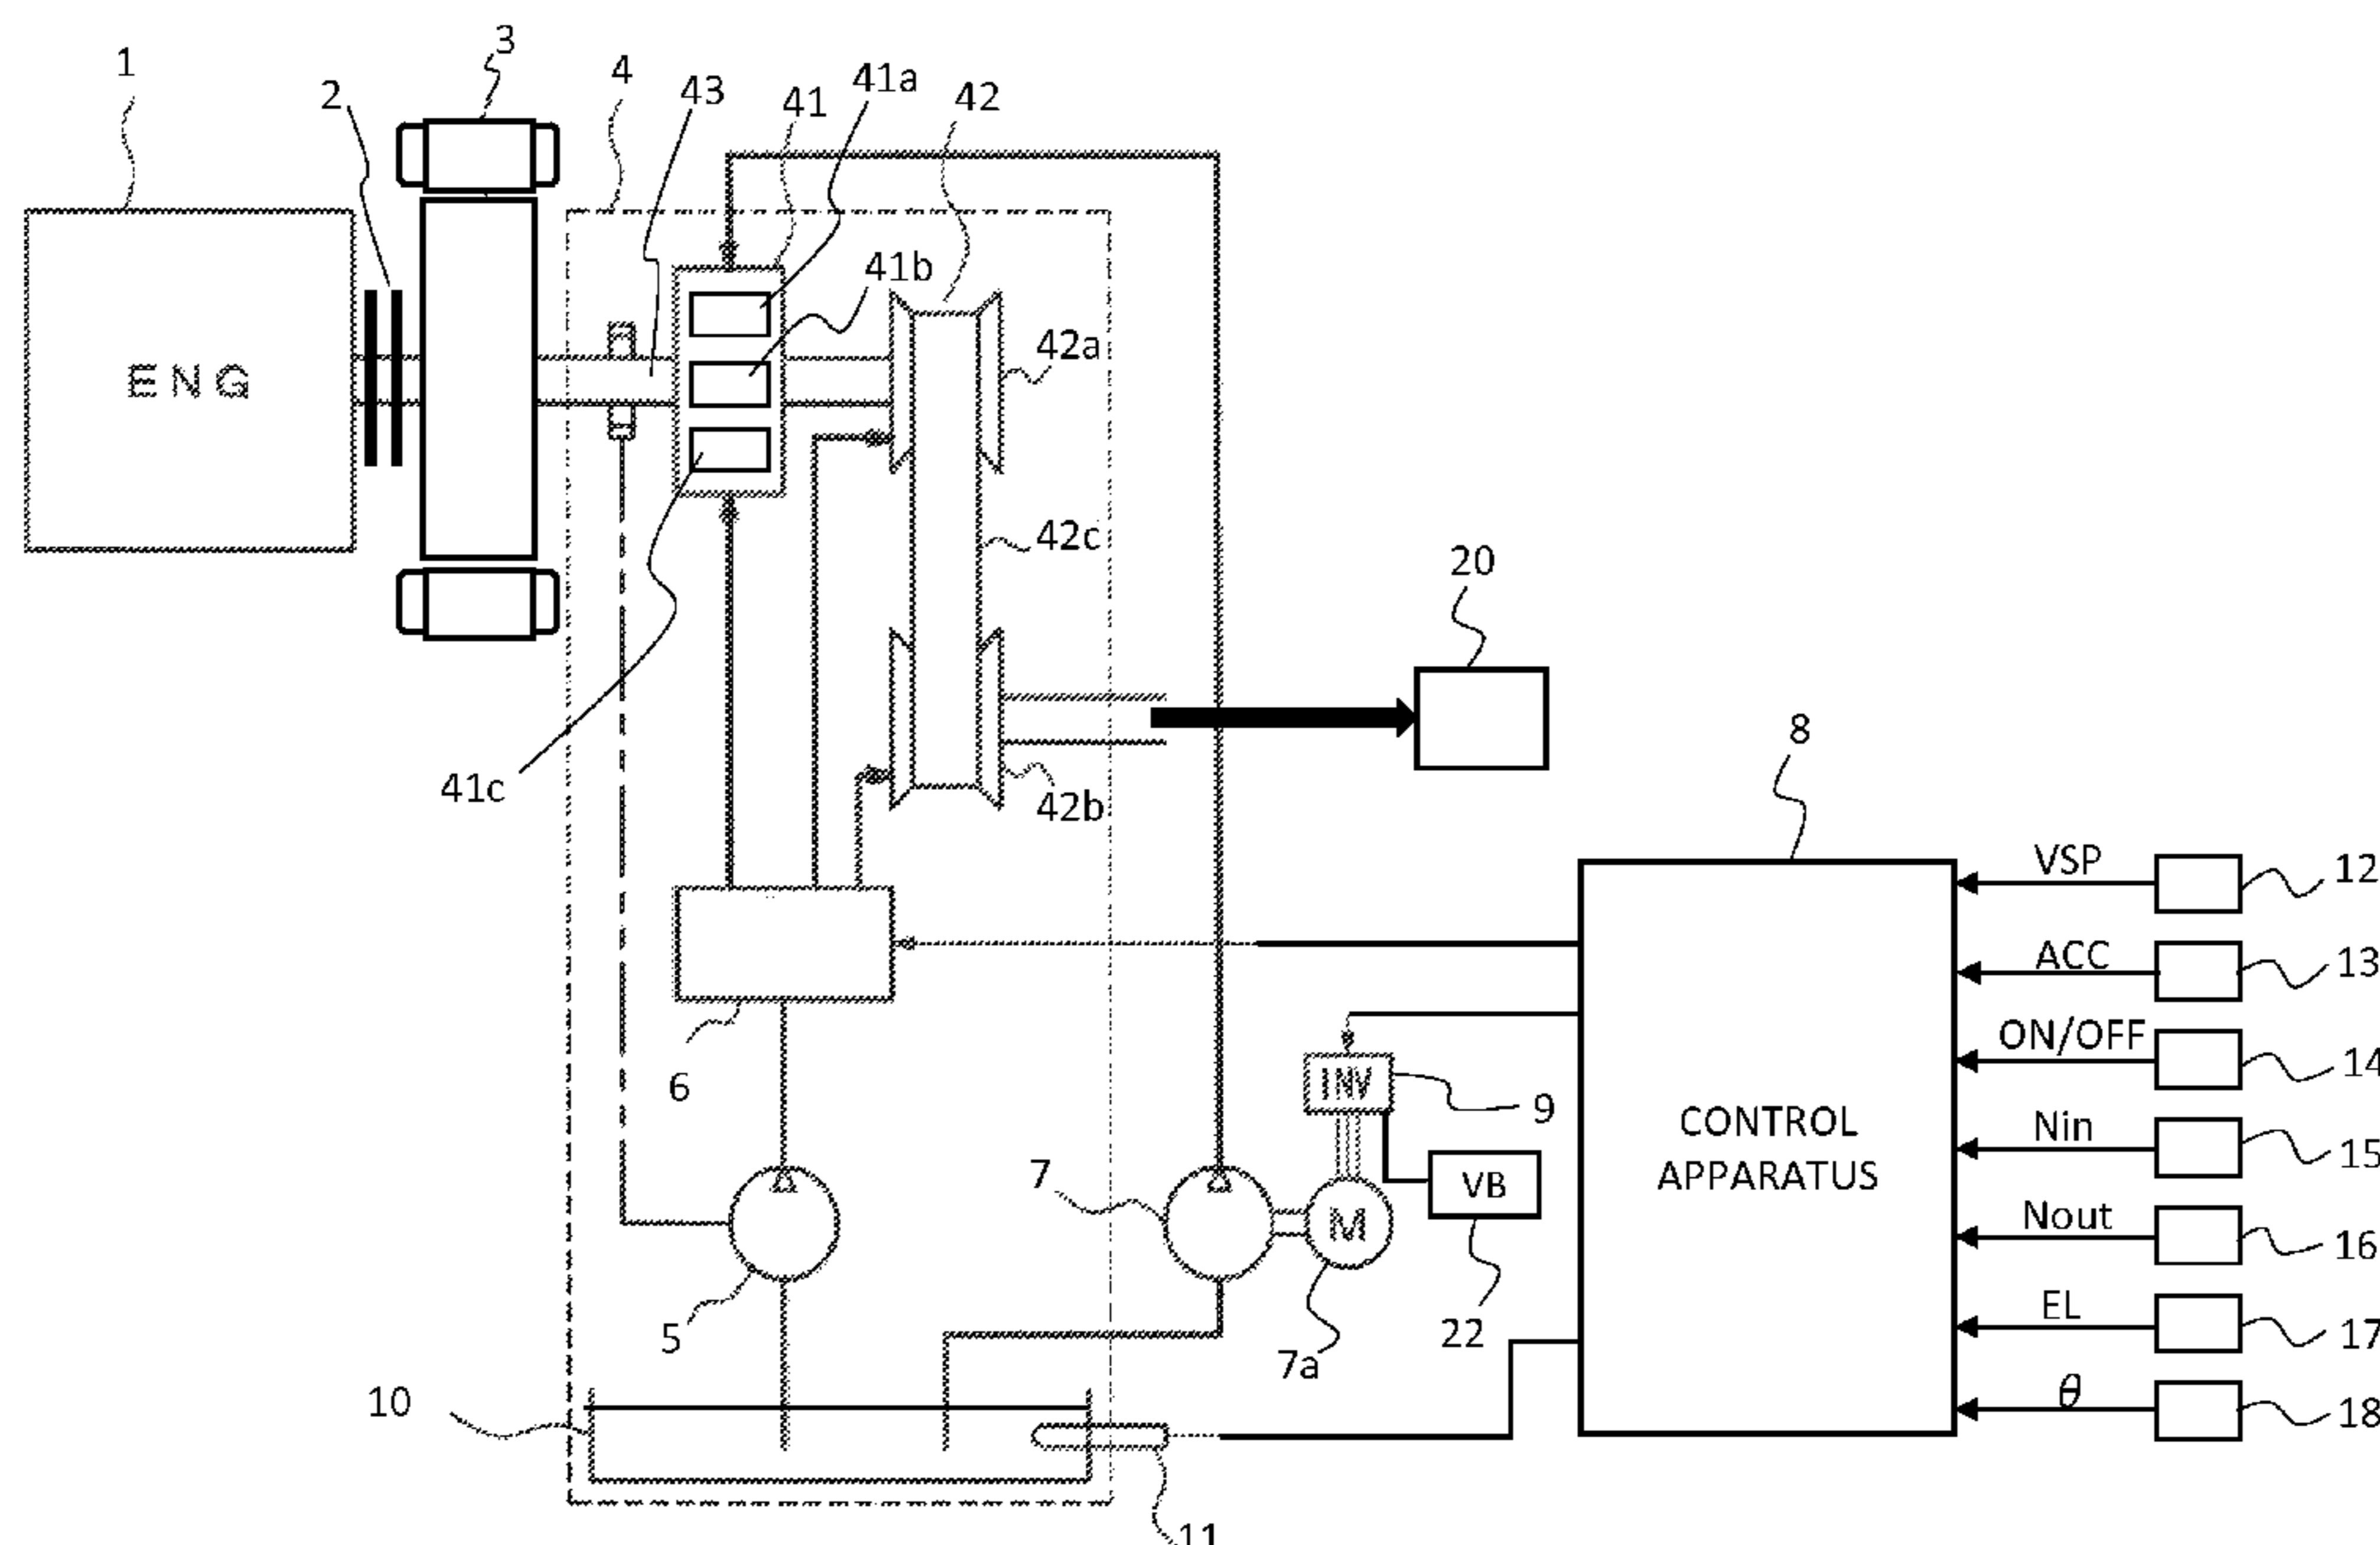 3
1
4
41a
2
43
41
42
41b
ENG
42a
42c
20
8
41c
42b
VSP
12
ACC
13
ON/OFF
14
6
INV
9
CONTROL
APPARATUS
Nin
15
7
VB
M
Nout
16
5
22
EL
17
7a
10
θ
18
11